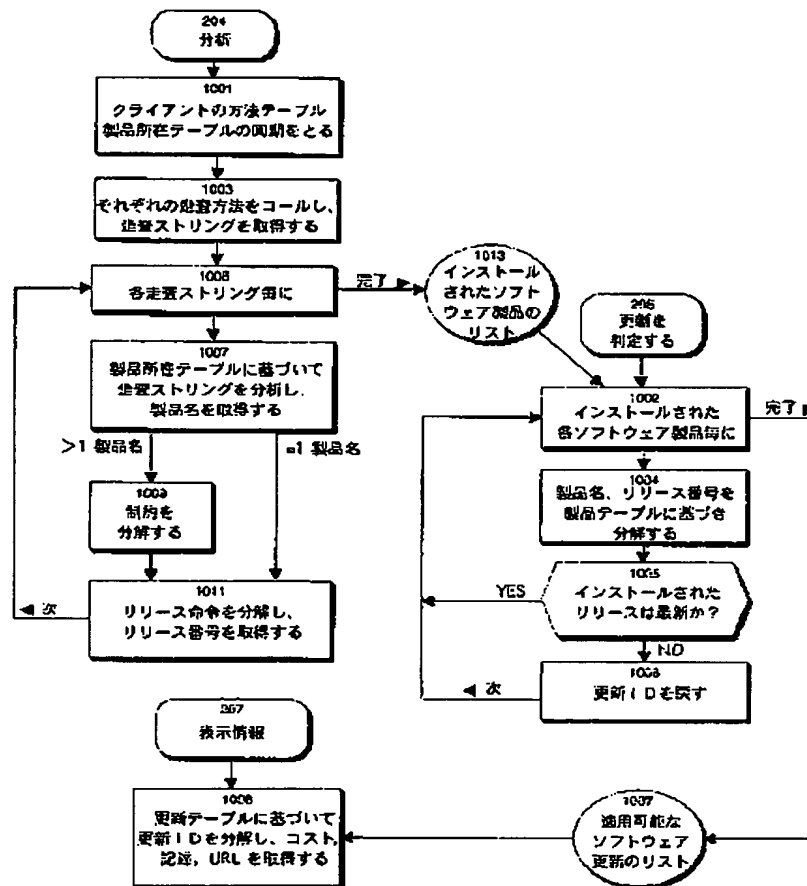 204
分析
1001
クライアントの方法テーブル
製品所在テーブルの同期をとる
1003
それぞれの走査方法をコールし、
走査ストリングを取得する
1005
各走査ストリング毎に
完了
1013
インストール
されたソフト
ウェア製品の
リスト
1007
製品所在テーブルに基づいて
走査ストリングを分析し、
製品名を取得する
>1 製品名
=1 製品名
1009
制約を
分解する
1011
リリース命令を分解し、
リリース番号を取得する
次
更新を
判定する
1002
インストールされた
各ソフトウェア製品毎に
完了
1004
製品名、リリース番号を
製品テーブルに基づき
分解する
インストールされた
リリースは最新か?
YES
NO
更新IDを戻す
次
表示情報
更新テーブルに基づいて
更新IDを分解し、コスト,
記述, URLを取得する
適用可能な
ソフトウェア
更新のリスト